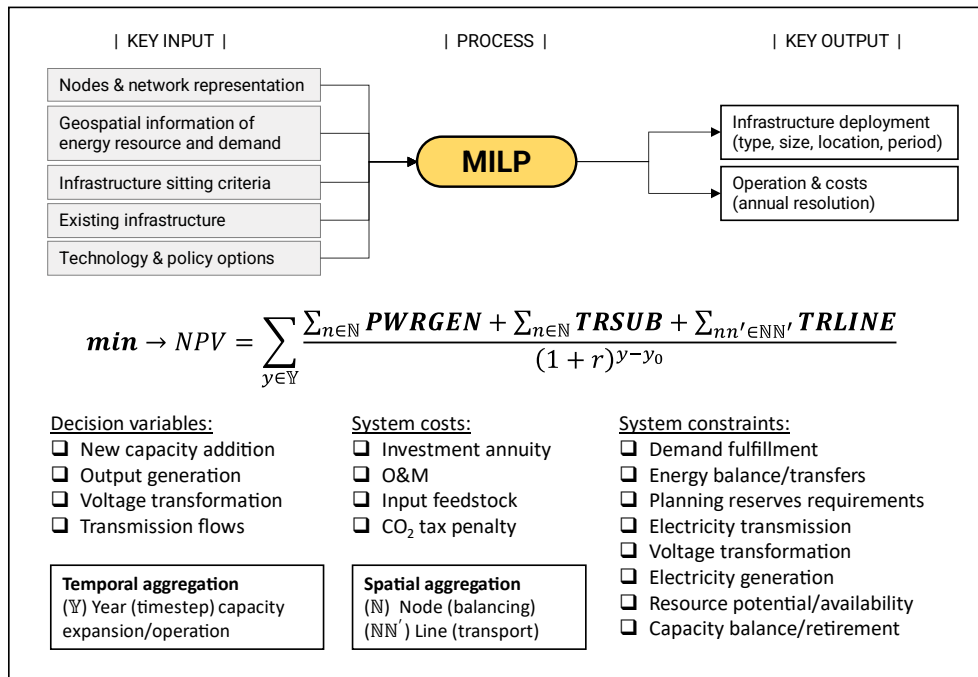 | KEY INPUT |
| PROCESS |
| KEY OUTPUT |
Nodes & network representation
Geospatial information of
energy resource and demand
Infrastructure sitting criteria
Existing infrastructure
Technology & policy options
MILP
Infrastructure deployment
(type, size, location, period)
Operation & costs
(annual resolution)
min → NPV = ∑_{y∈𝕐} (∑_{n∈ℕ} PWRGEN + ∑_{n∈ℕ} TRSUB + ∑_{nn′∈ℕℕ′} TRLINE) / (1 + r)^{y−y₀}
Decision variables:
❑ New capacity addition
❑ Output generation
❑ Voltage transformation
❑ Transmission flows
System costs:
❑ Investment annuity
❑ O&M
❑ Input feedstock
❑ CO₂ tax penalty
System constraints:
❑ Demand fulfillment
❑ Energy balance/transfers
❑ Planning reserves requirements
❑ Electricity transmission
❑ Voltage transformation
❑ Electricity generation
❑ Resource potential/availability
❑ Capacity balance/retirement
Temporal aggregation
(𝕐) Year (timestep) capacity
expansion/operation
Spatial aggregation
(ℕ) Node (balancing)
(ℕℕ′) Line (transport)